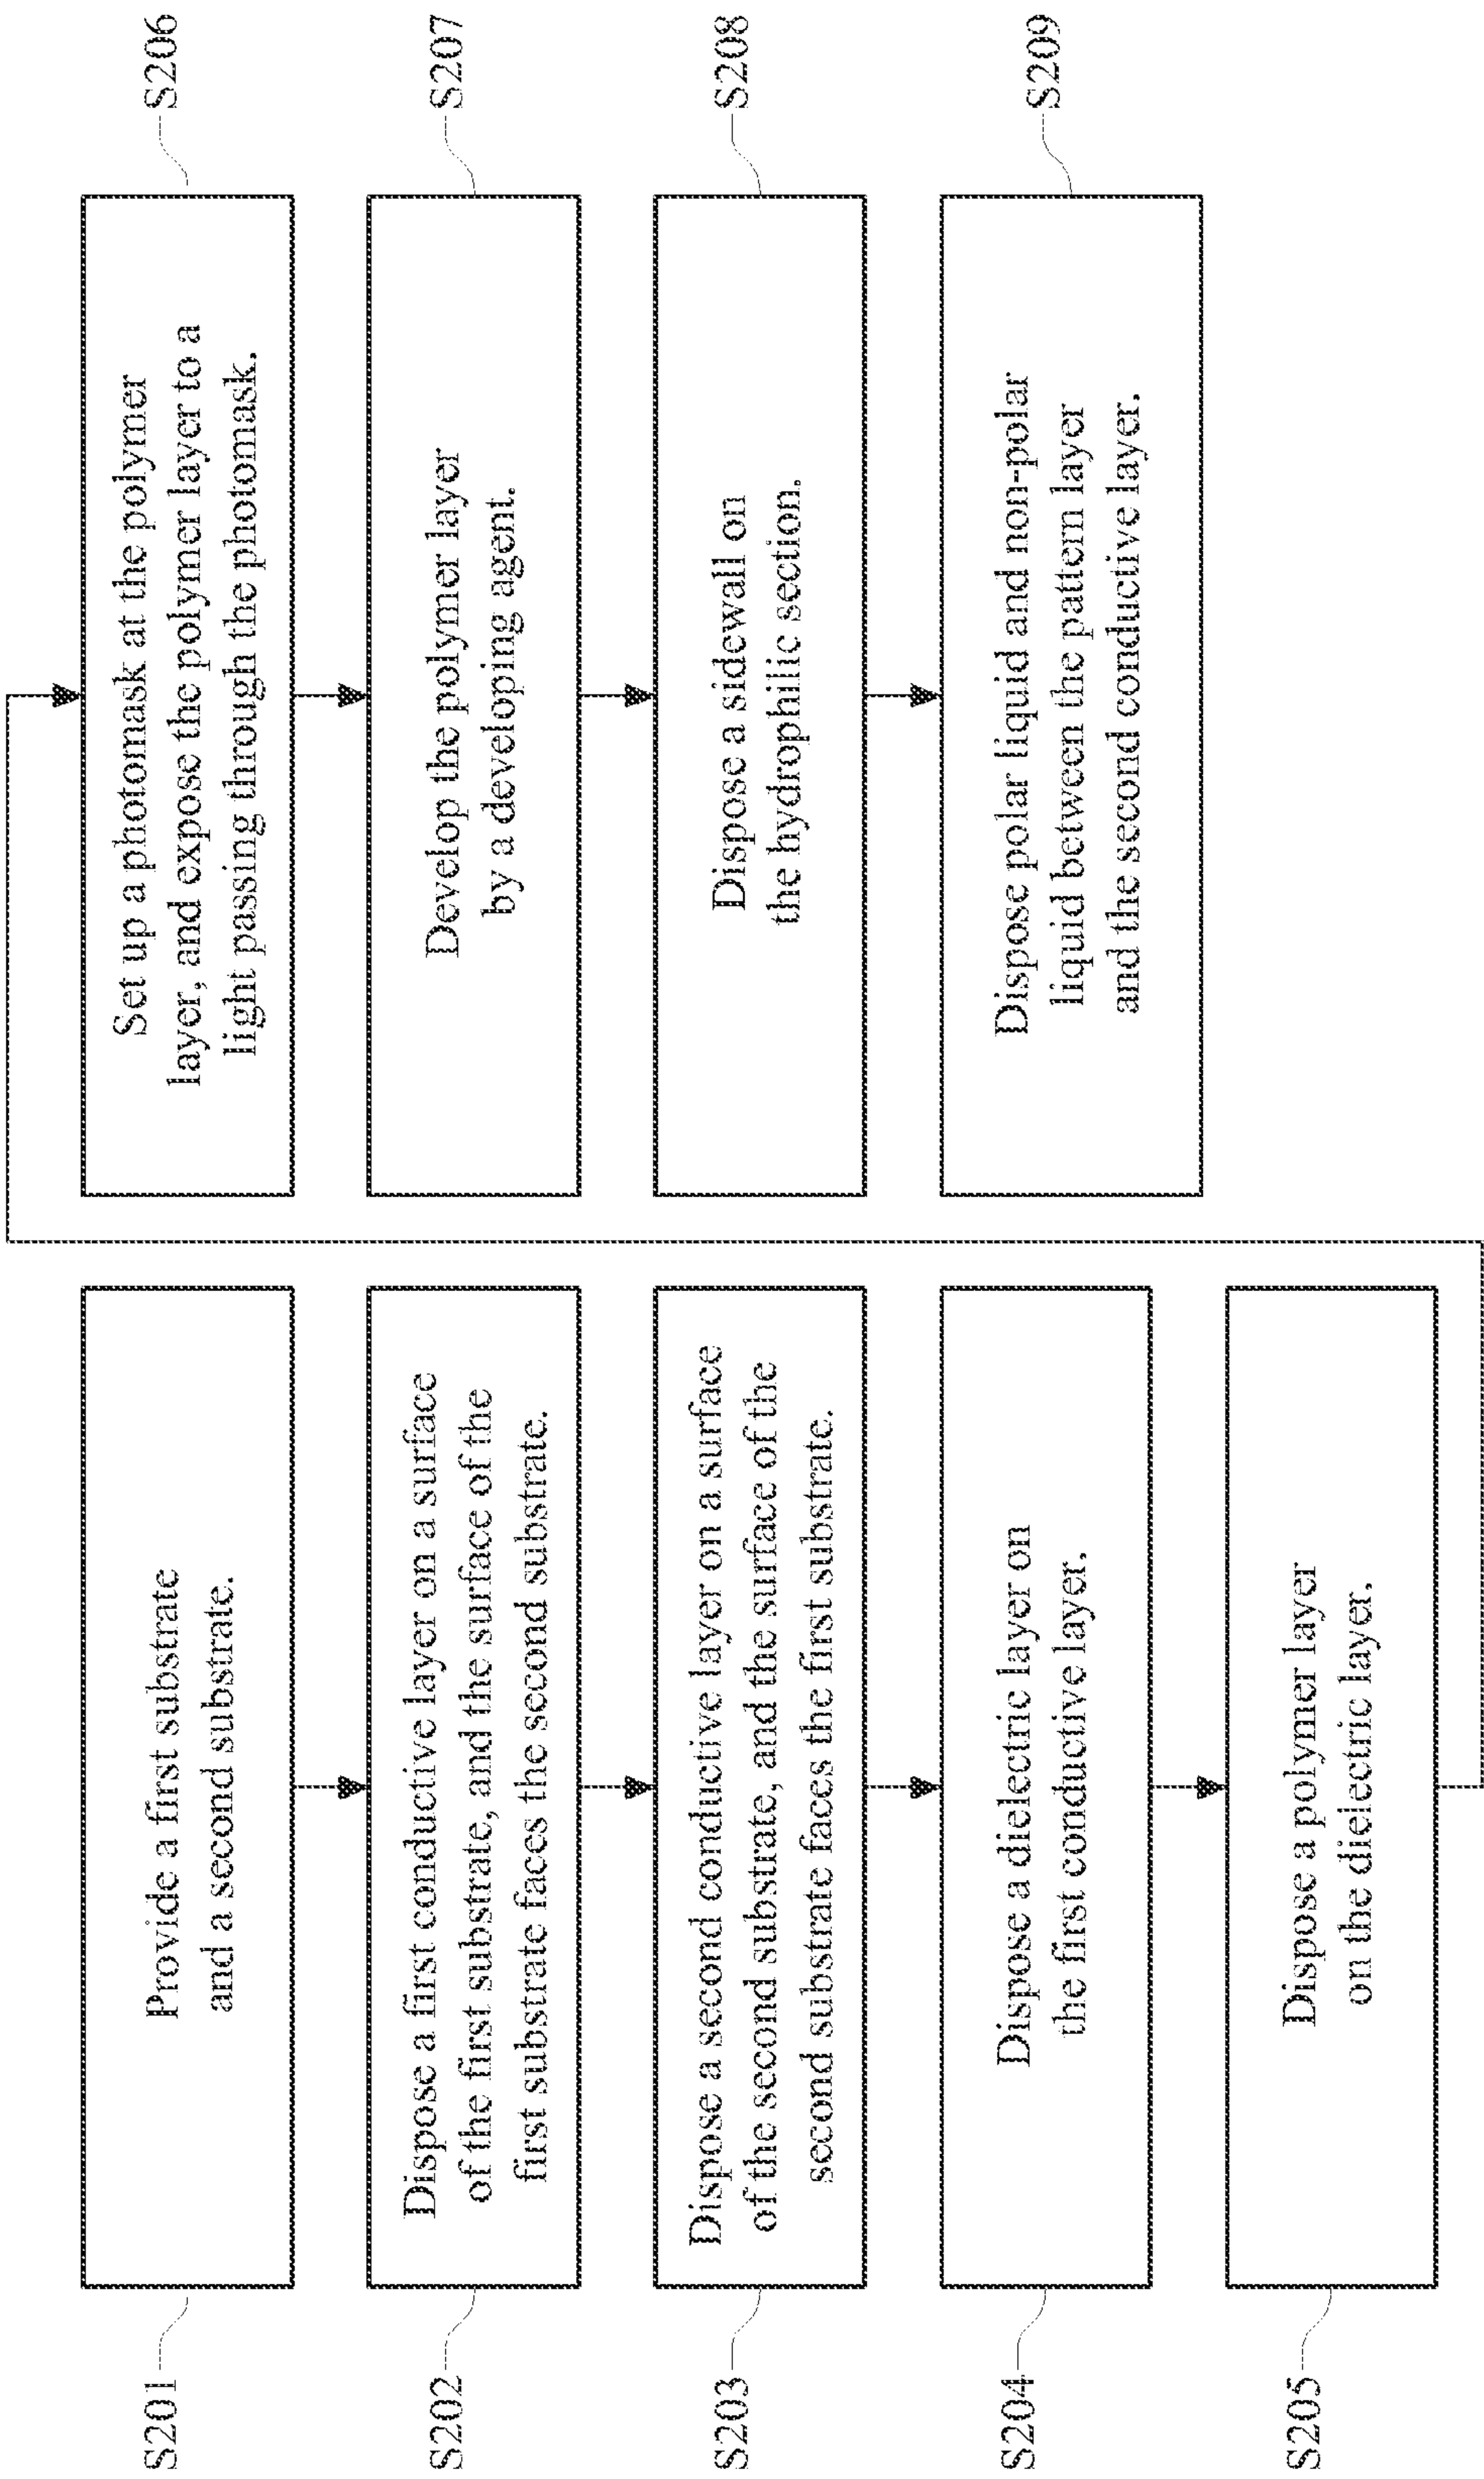 S201
Provide a first substrate
and a second substrate.
S202
Dispose a first conductive layer on a surface
of the first substrate, and the surface of the
first substrate faces the second substrate.
S203
Dispose a second conductive layer on a surface
of the second substrate, and the surface of the
second substrate faces the first substrate.
S204
Dispose a dielectric layer on
the first conductive layer.
S205
Dispose a polymer layer
on the dielectric layer.
S206
Set up a photomask at the polymer
layer, and expose the polymer layer to a
light passing through the photomask.
S207
Develop the polymer layer
by a developing agent.
S208
Dispose a sidewall on
the hydrophilic section.
S209
Dispose polar liquid and non-polar
liquid between the pattern layer
and the second conductive layer.